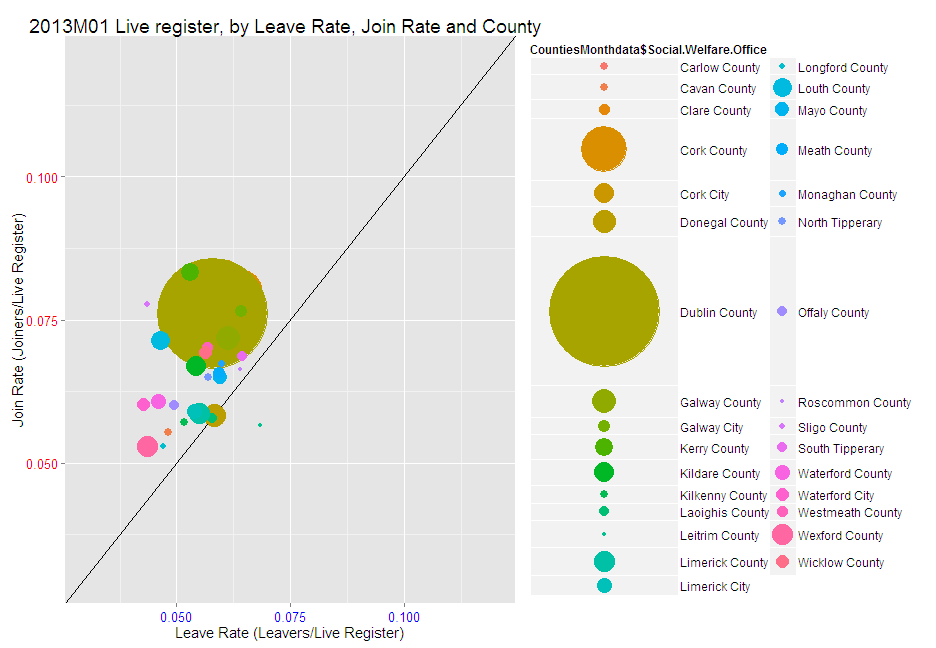 2013M01 Live register, by Leave Rate, Join Rate and County
Join Rate (Joiners/Live Register)
0.100
0.075
0.050
0.050 0.075 0.100
Leave Rate (Leavers/Live Register)
CountiesMonthdata$Social.Welfare.Office
Carlow County
Cavan County
Clare County
Cork County
Cork City
Donegal County
Dublin County
Galway County
Galway City
Kerry County
Kildare County
Kilkenny County
Laoighis County
Leitrim County
Limerick County
Limerick City
Longford County
Louth County
Mayo County
Meath County
Monaghan County
North Tipperary
Offaly County
Roscommon County
Sligo County
South Tipperary
Waterford County
Waterford City
Westmeath County
Wexford County
Wicklow County